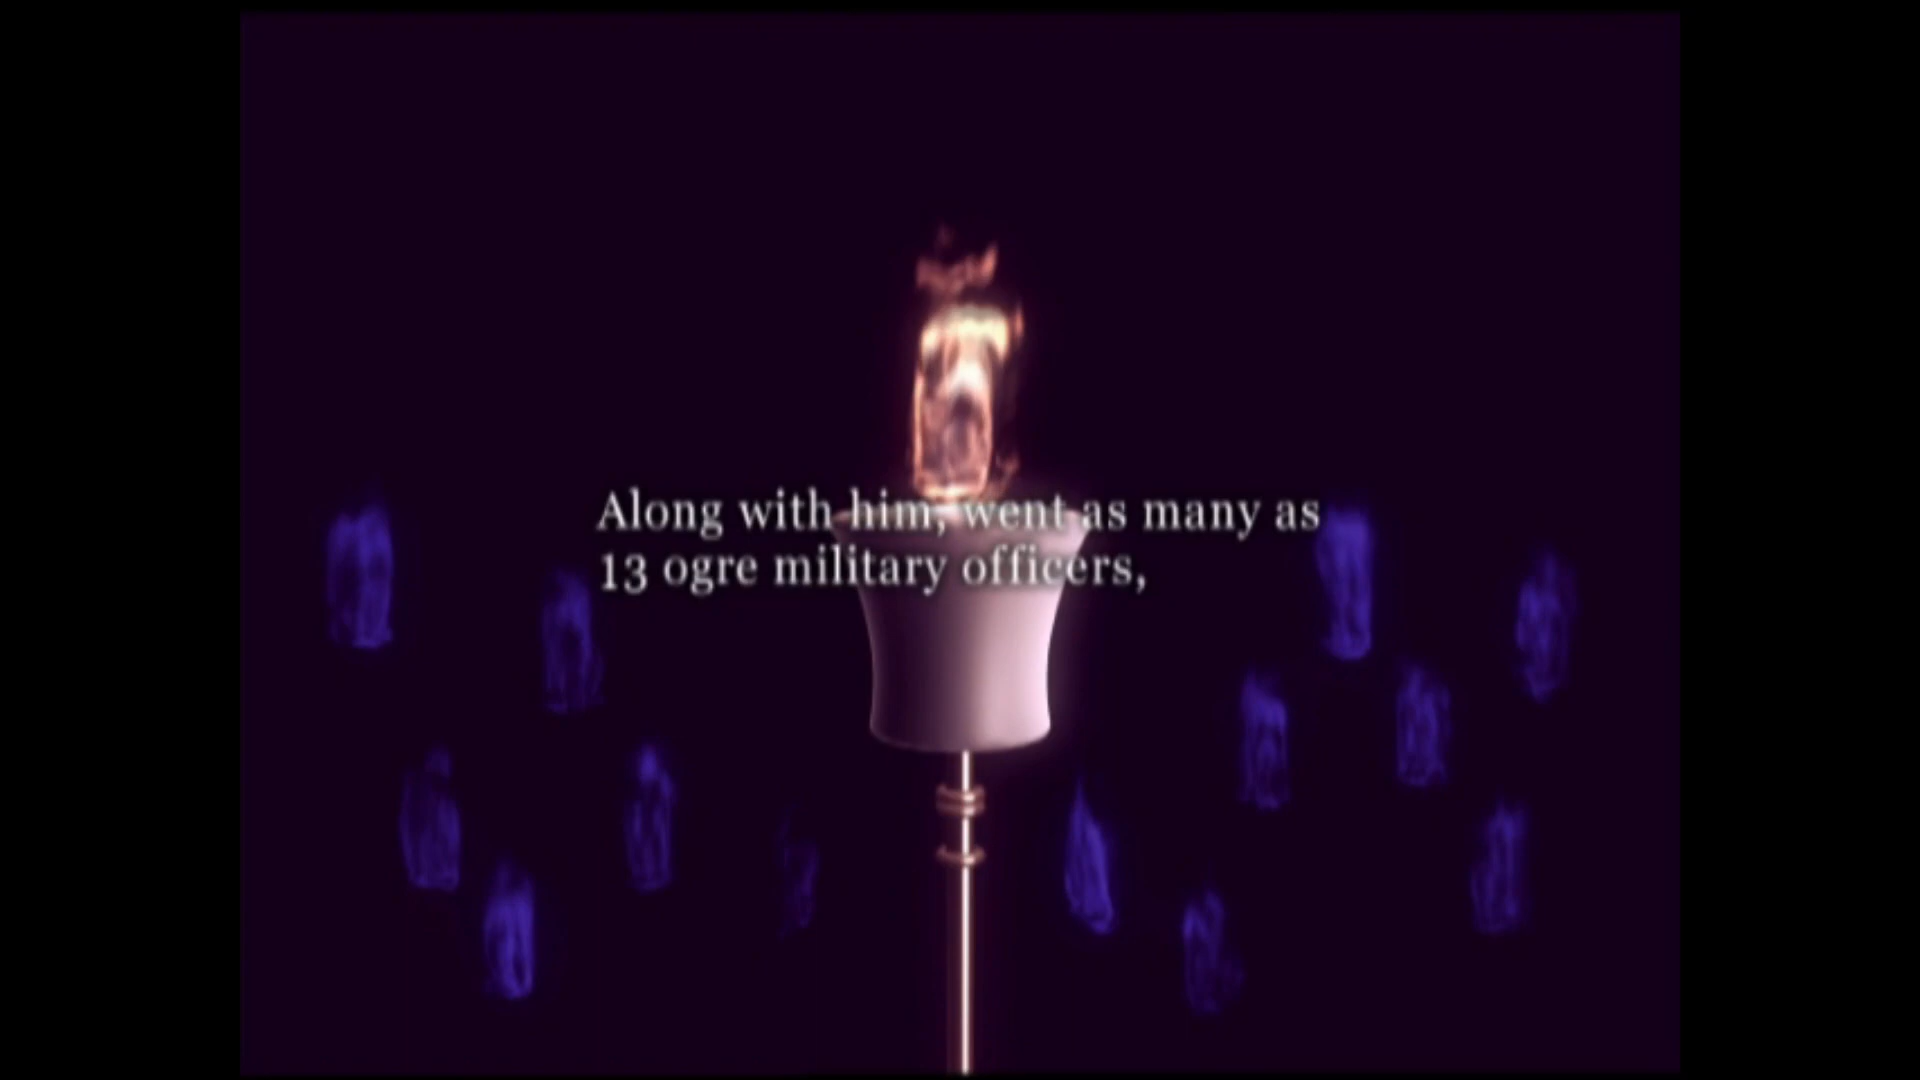 Along with him, went as many as
13 ogre military officers,